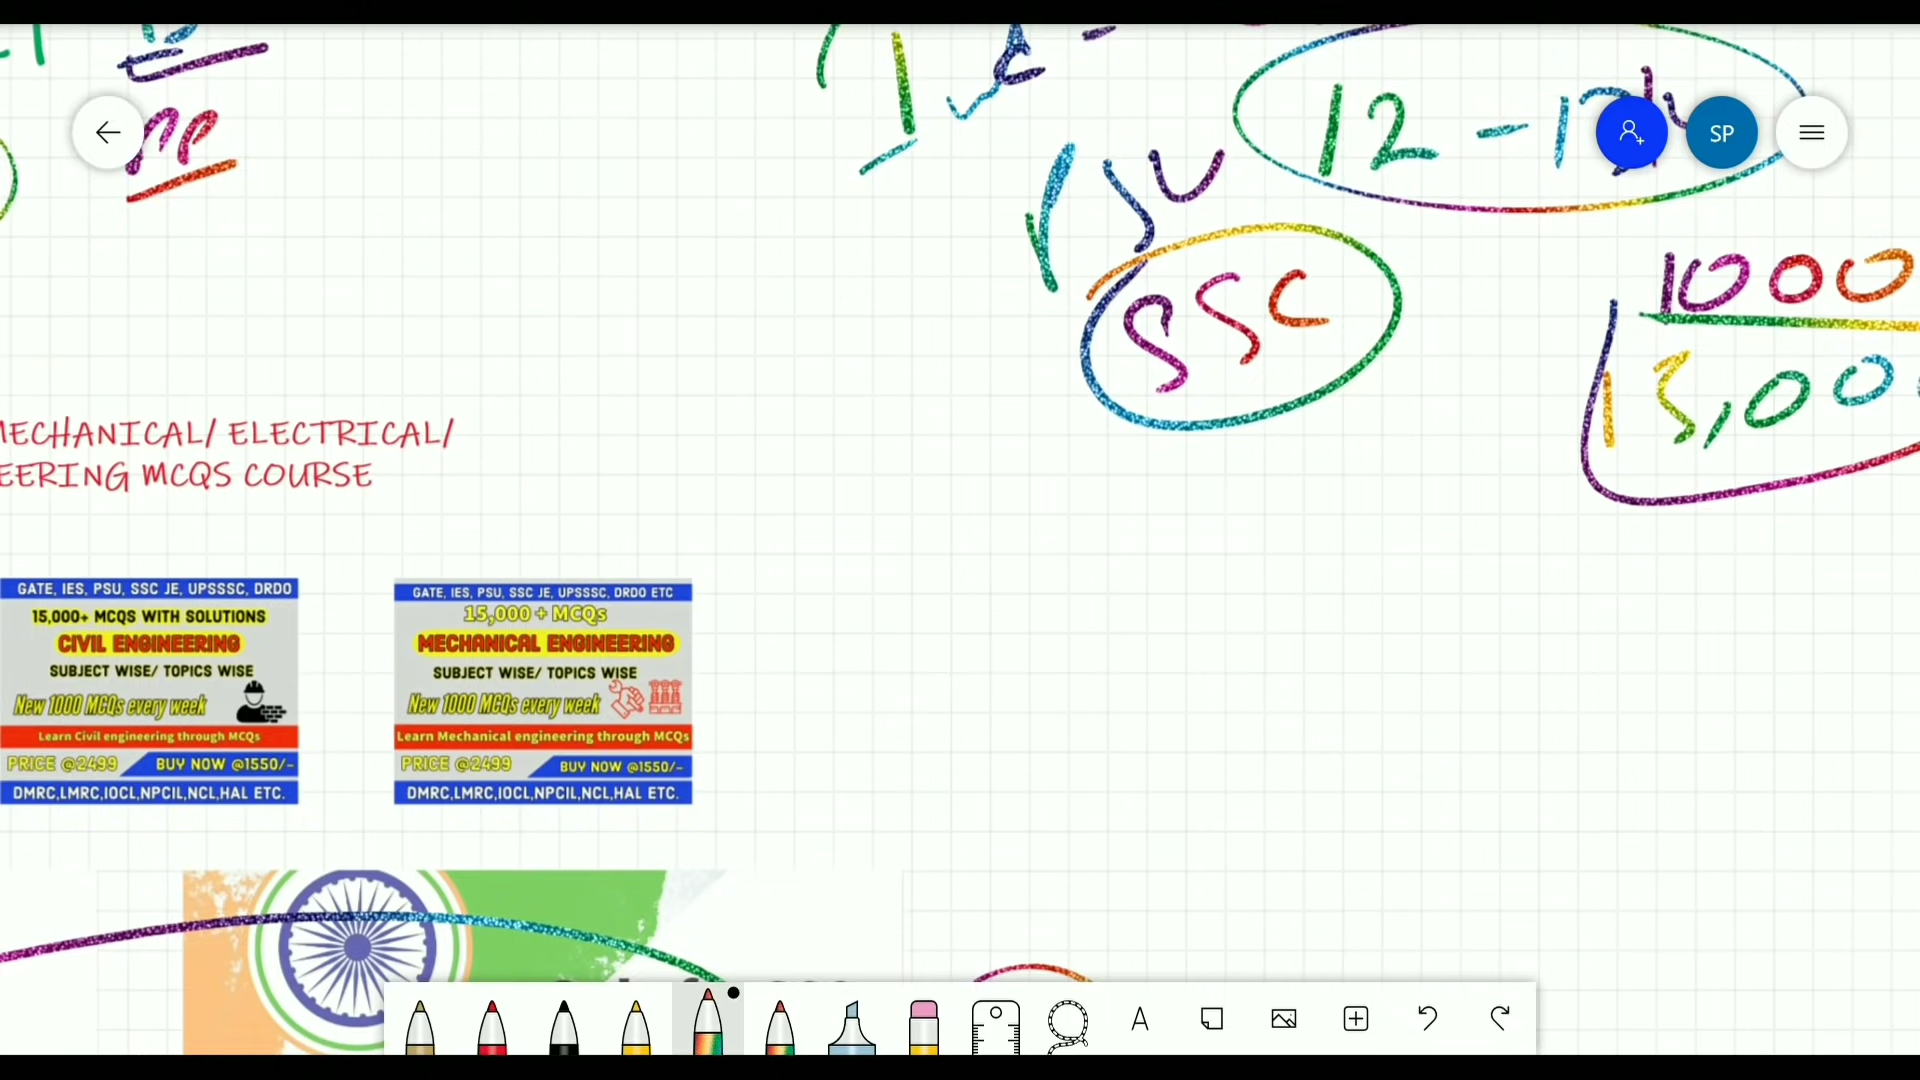 SP
12 -
PSU
SSC
1000
15,00
MECHANICAL/ ELECTRICAL/
EERING MCQS COURSE
GATE, IES, PSU, SSC JE, UPSSSC, DRDO
15,000+ MCQS WITH SOLUTIONS
CIVIL ENGINEERING
SUBJECT WISE/ TOPICS WISE
New 1000 MCQs every week
Learn Civil engineering through MCQs
PRICE @2499 BUY NOW @1550/-
DMRC,LMRC,IOCL,NPCIL,NCL,HAL ETC.
GATE, IES, PSU, SSC JE, UPSSSC, DRDO ETC
15,000 + MCQs
MECHANICAL ENGINEERING
SUBJECT WISE/ TOPICS WISE
New 1000 MCQs every week
Learn Mechanical engineering through MCQs
PRICE @2499 BUY NOW @1550/-
DMRC,LMRC,IOCL,NPCIL,NCL,HAL ETC.